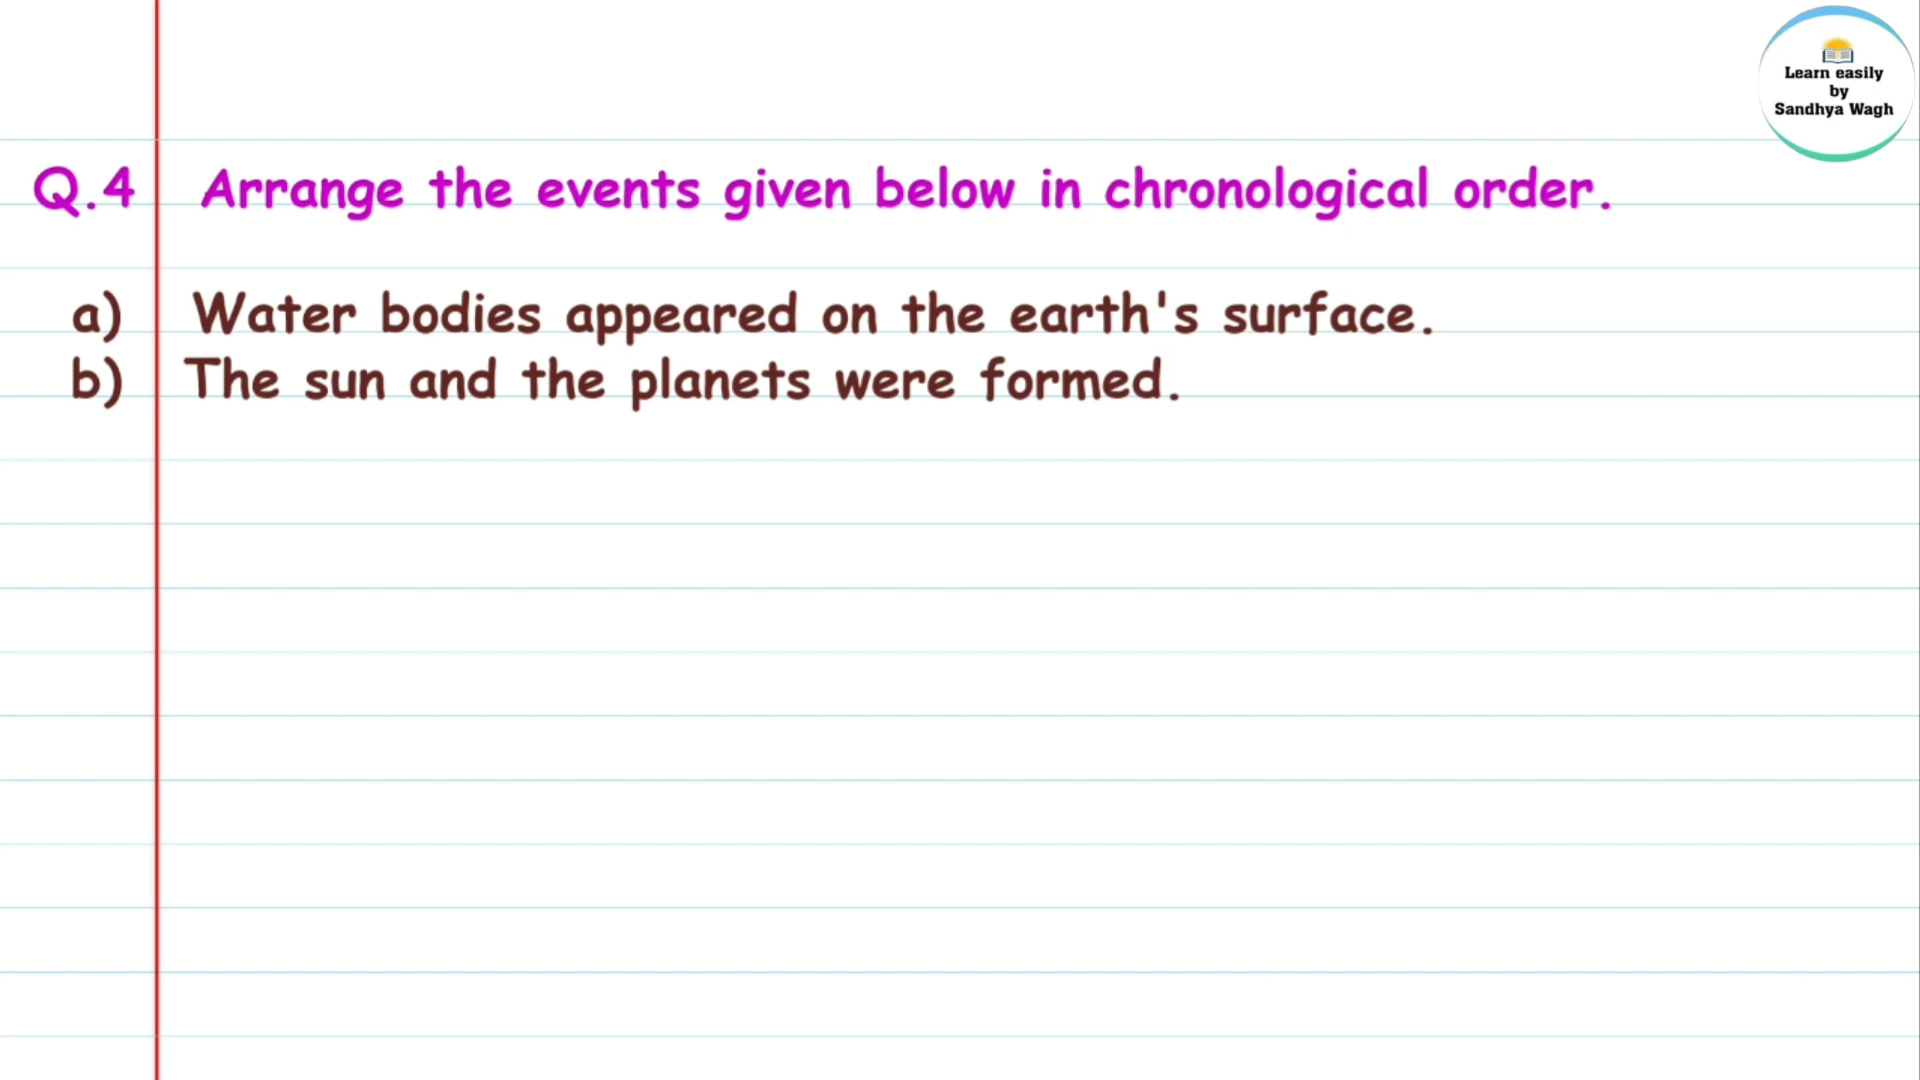 Learn easily
by
Sandhya Wagh
Q.4 Arrange the events given below in chronological order.
a) Water bodies appeared on the earth's surface.
b) The sun and the planets were formed.